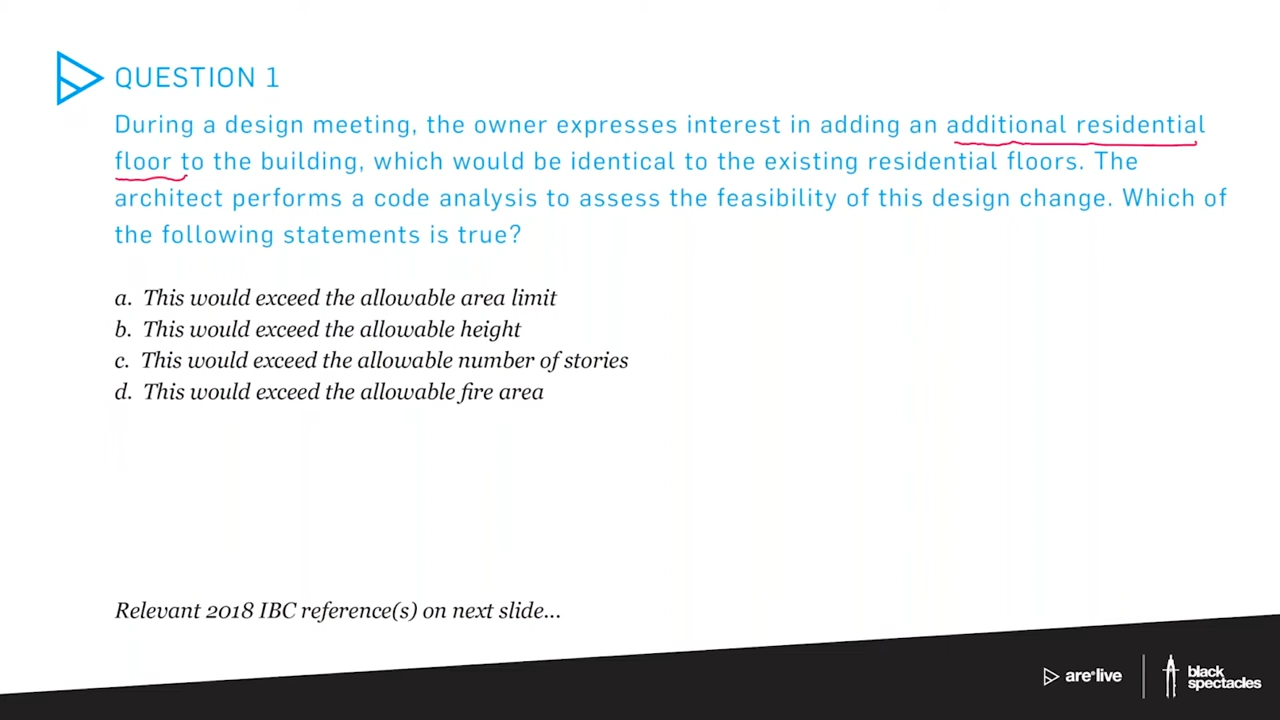 QUESTION 1
During a design meeting, the owner expresses interest in adding an additional residential
floor to the building, which would be identical to the existing residential floors. The
architect performs a code analysis to assess the feasibility of this design change. Which of
the following statements is true?
a. This would exceed the allowable area limit
b. This would exceed the allowable height
c. This would exceed the allowable number of stories
d. This would exceed the allowable fire area
Relevant 2018 IBC reference(s) on next slide...
are*live
black
spectacles